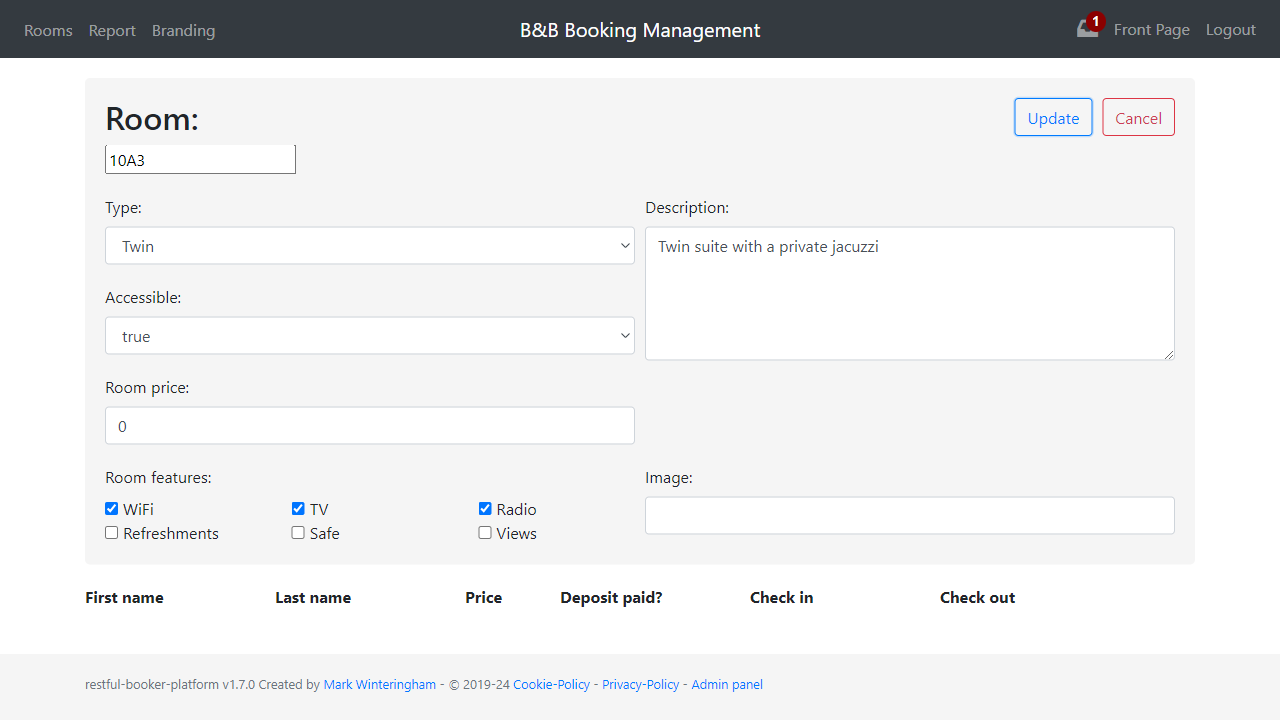 Rooms Report Branding B&B Booking Management 1 Front Page Logout
Room: Update Cancel
10A3
Type: Description:
Twin Twin suite with a private jacuzzi
Accessible:
true
Room price:
0
Room features: Image:
WiFi TV Radio
Refreshments Safe Views
First name Last name Price Deposit paid? Check in Check out
restful-booker-platform v1.7.0 Created by Mark Winteringham - © 2019-24 Cookie-Policy - Privacy-Policy - Admin panel